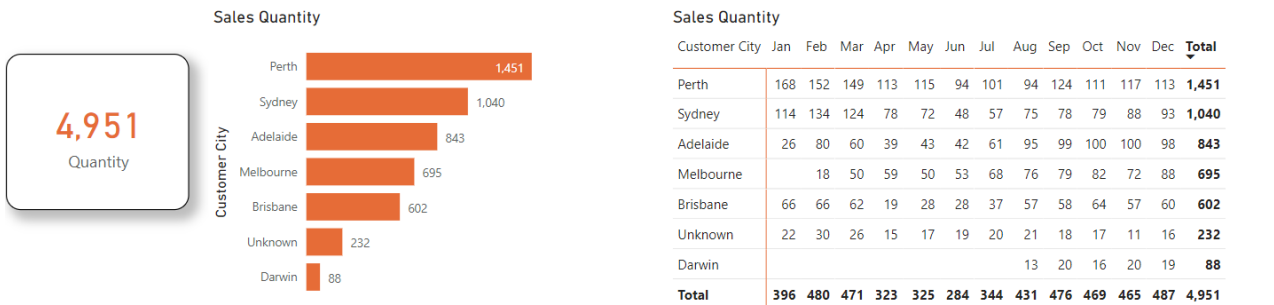 Sales Quantity
4,951
Quantity
Customer City
Perth 1,451
Sydney 1,040
Adelaide 843
Melbourne 695
Brisbane 602
Unknown 232
Darwin 88
Sales Quantity
Customer City Jan Feb Mar Apr May Jun Jul Aug Sep Oct Nov Dec Total
Perth 168 152 149 113 115 94 101 94 124 111 117 113 1,451
Sydney 114 134 124 78 72 48 57 75 78 79 88 93 1,040
Adelaide 26 80 60 39 43 42 61 95 99 100 100 98 843
Melbourne 18 50 59 50 53 68 76 79 82 72 88 695
Brisbane 66 66 62 19 28 28 37 57 58 64 57 60 602
Unknown 22 30 26 15 17 19 20 21 18 17 11 16 232
Darwin 13 20 16 20 19 88
Total 396 480 471 323 325 284 344 431 476 469 465 487 4,951